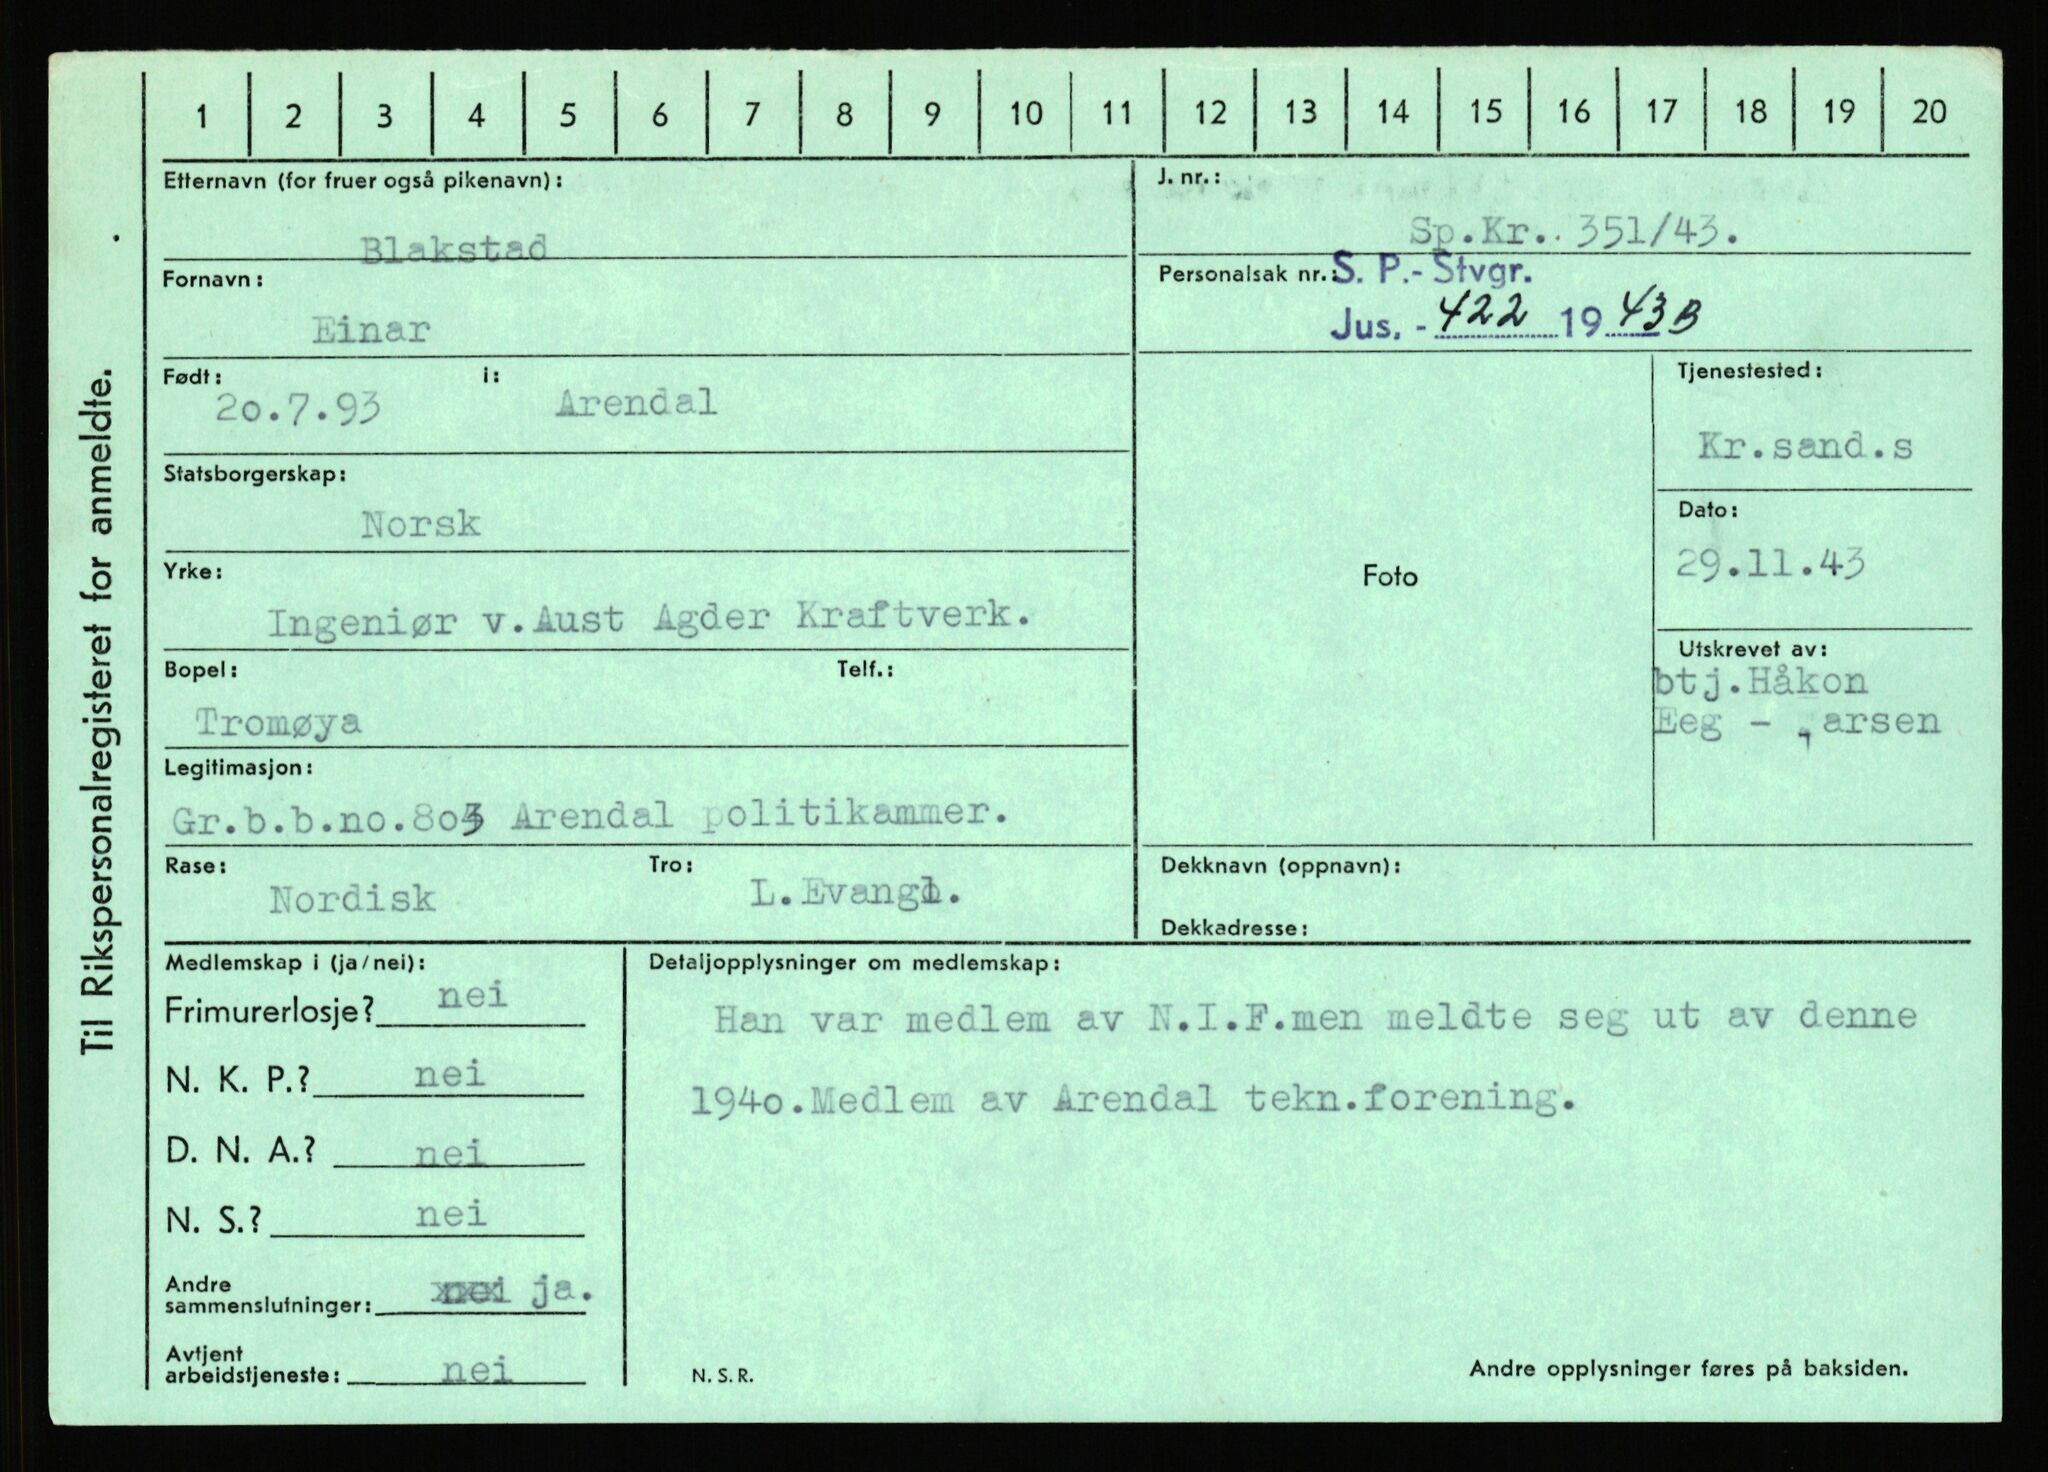 Til Rikspersonalregisteret for anmeldte.
1 2 3 4 5 6 7 8 9 10 11 12 13 14 15 16 17 18 19 20
Etternavn (for fruer også pikenavn):
Blakstad
Fornavn:
Einar
Født: i:
20.7.93 Arendal
Statsborgerskap:
Norsk
Yrke:
Ingeniør v.Aust Agder Kraftverk.
Bopel: Telf.:
Tromøya
Legitimasjon:
Gr.b.b.no.803 Arendal politikammer.
Rase: Tro:
Nordisk L.Evangl.
J. nr.:
Sp.Kr. 351/43.
Personalsak nr.: S. P.- Stvgr.
Jus. - 422 1943B
Foto
Tjenestested:
Kr.sand.s
Dato:
29.11.43
Utskrevet av:
btj.Håkon
Eeg - arsen
Dekknavn (oppnavn):
Dekkadresse:
Medlemskap i (ja/nei):
Frimurerlosje? nei
N. K. P.? nei
D. N. A.? nei
N. S.? nei
Andre
sammenslutninger: nei ja.
Avtjent
arbeidstjeneste: nei
Detaljopplysninger om medlemskap:
Han var medlem av N.I.F.men meldte seg ut av denne
1940.Medlem av Arendal tekn.forening.
N. S. R.
Andre opplysninger føres på baksiden.